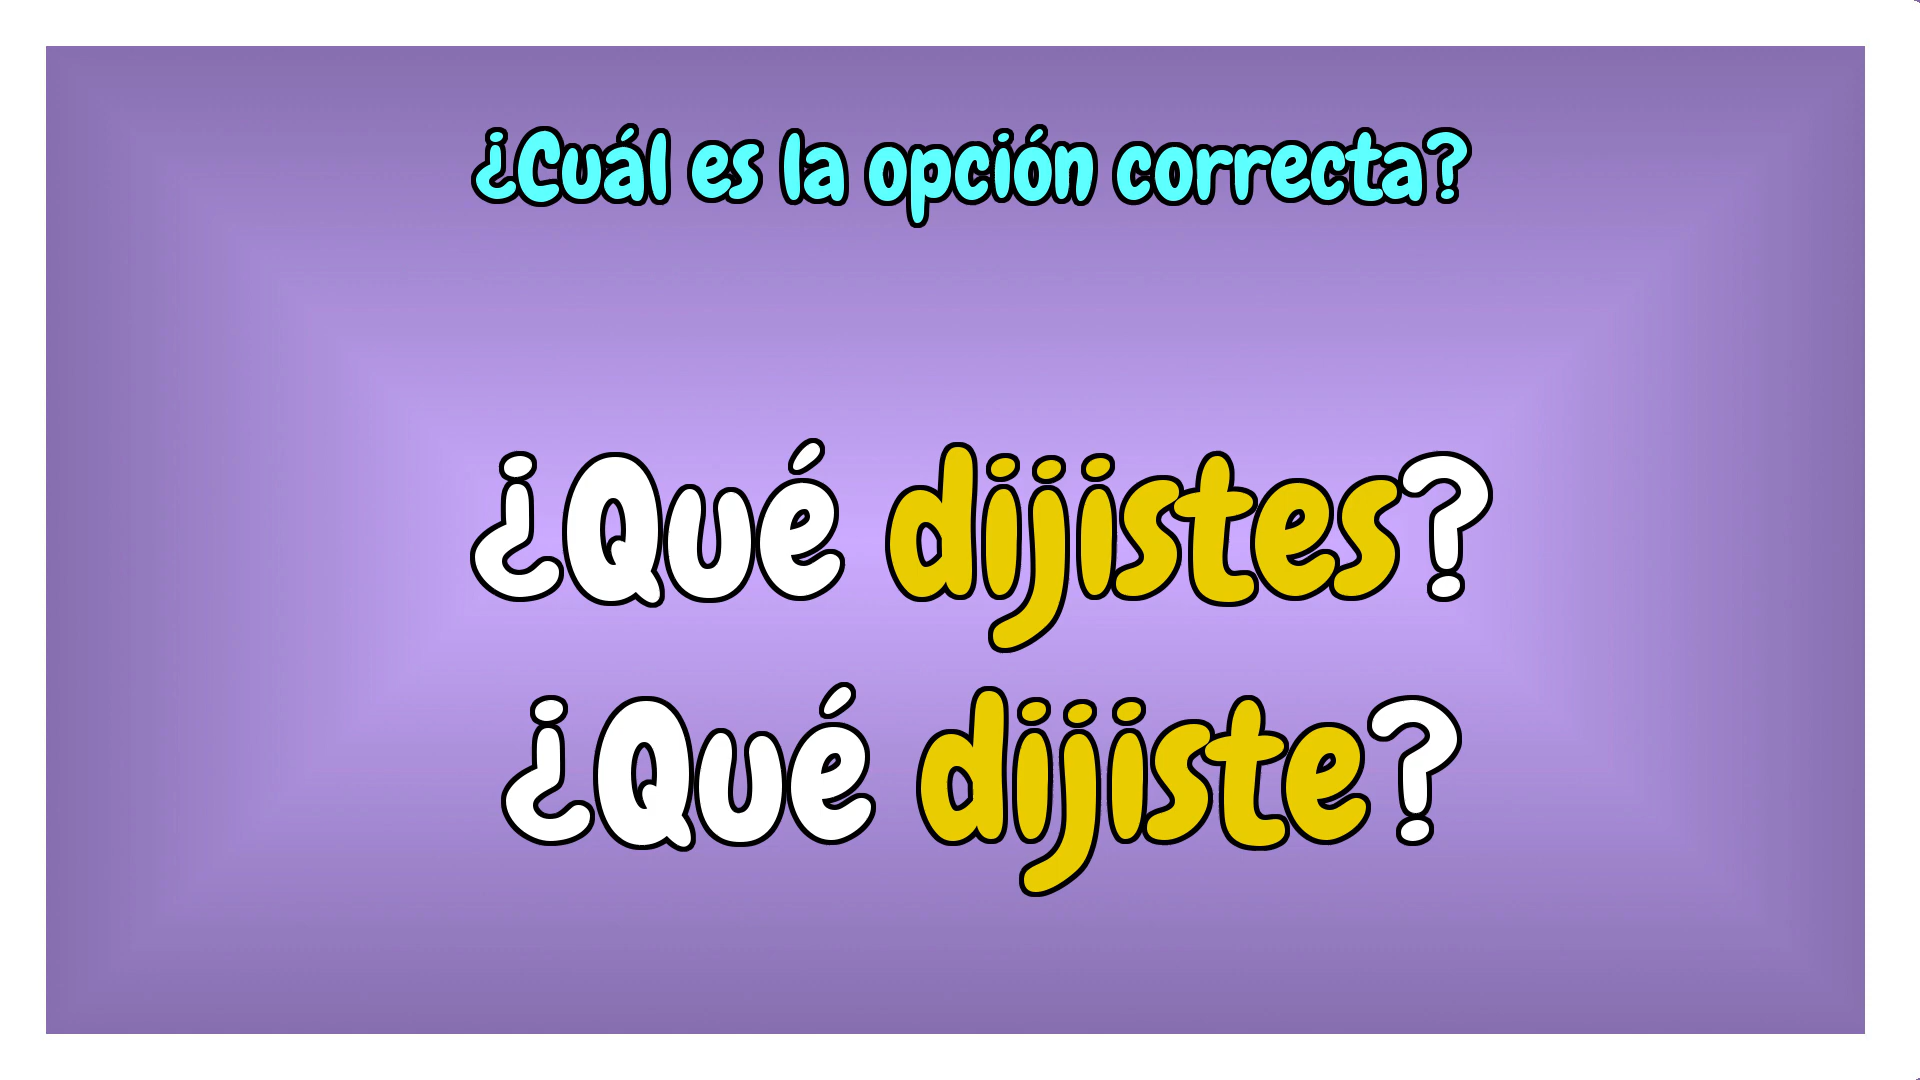 ¿Cuál es la opción correcta?
¿Qué dijistes?
¿Qué dijiste?